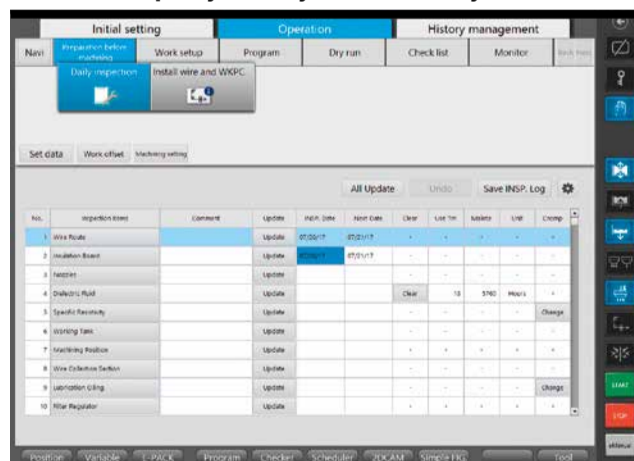 Initial setting Operation History management
Navi Preparation before machining Work setup Program Dry run Check list Monitor
Daily inspection Install wire and WKPC
Set data Work offset Machining setting
All Update Undo Save INSP. Log
No. Inspection Items Comment Update INSP. Date Next Date Clear Use Tm Unit
1 Wire Route Update 07/20/17 07/21/17
2 Insulation Board Update 07/21/17
3 Nozzles Update
4 Dielectric Fluid Update Clear 5760 Hours
5 Specific Resistivity Update Change
6 Working Tank Update
7 Machining Position Update
8 Wire Collection Section Update
9 Lubrication Oiling Update Change
10 Filter Regulator Update
START
STOP
eManual
Position Variable E-PACK Program Checker Scheduler 2DCAM Simple FIG Tool